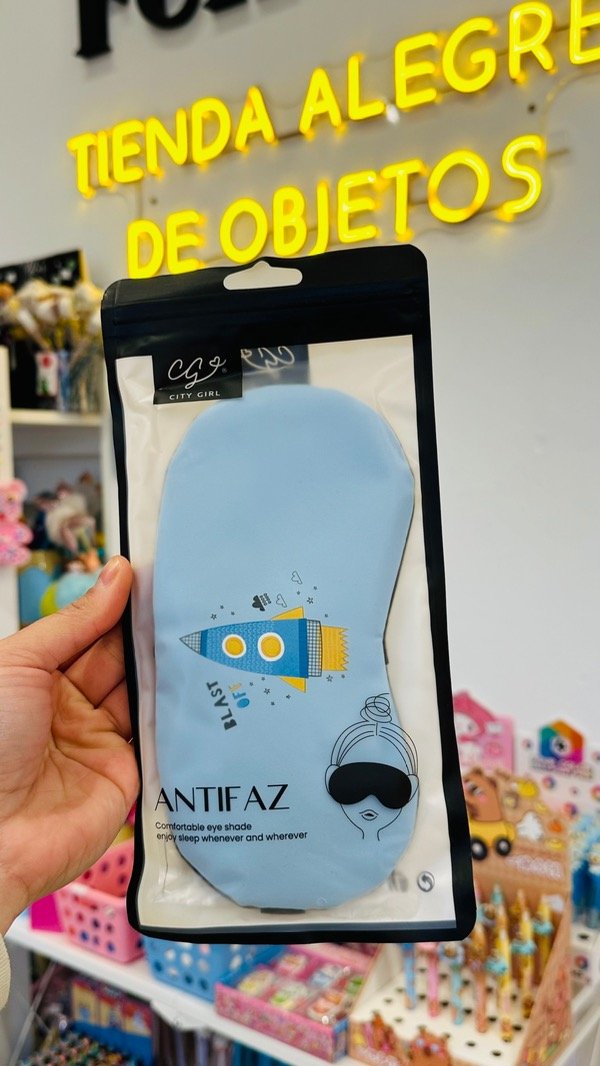 TIENDA ALEGRE
DE OBJETOS
CG
®
CITY GIRL
BLAST
OFF
ANTIFAZ
Comfortable eye shade
enjoy sleep whenever and wherever